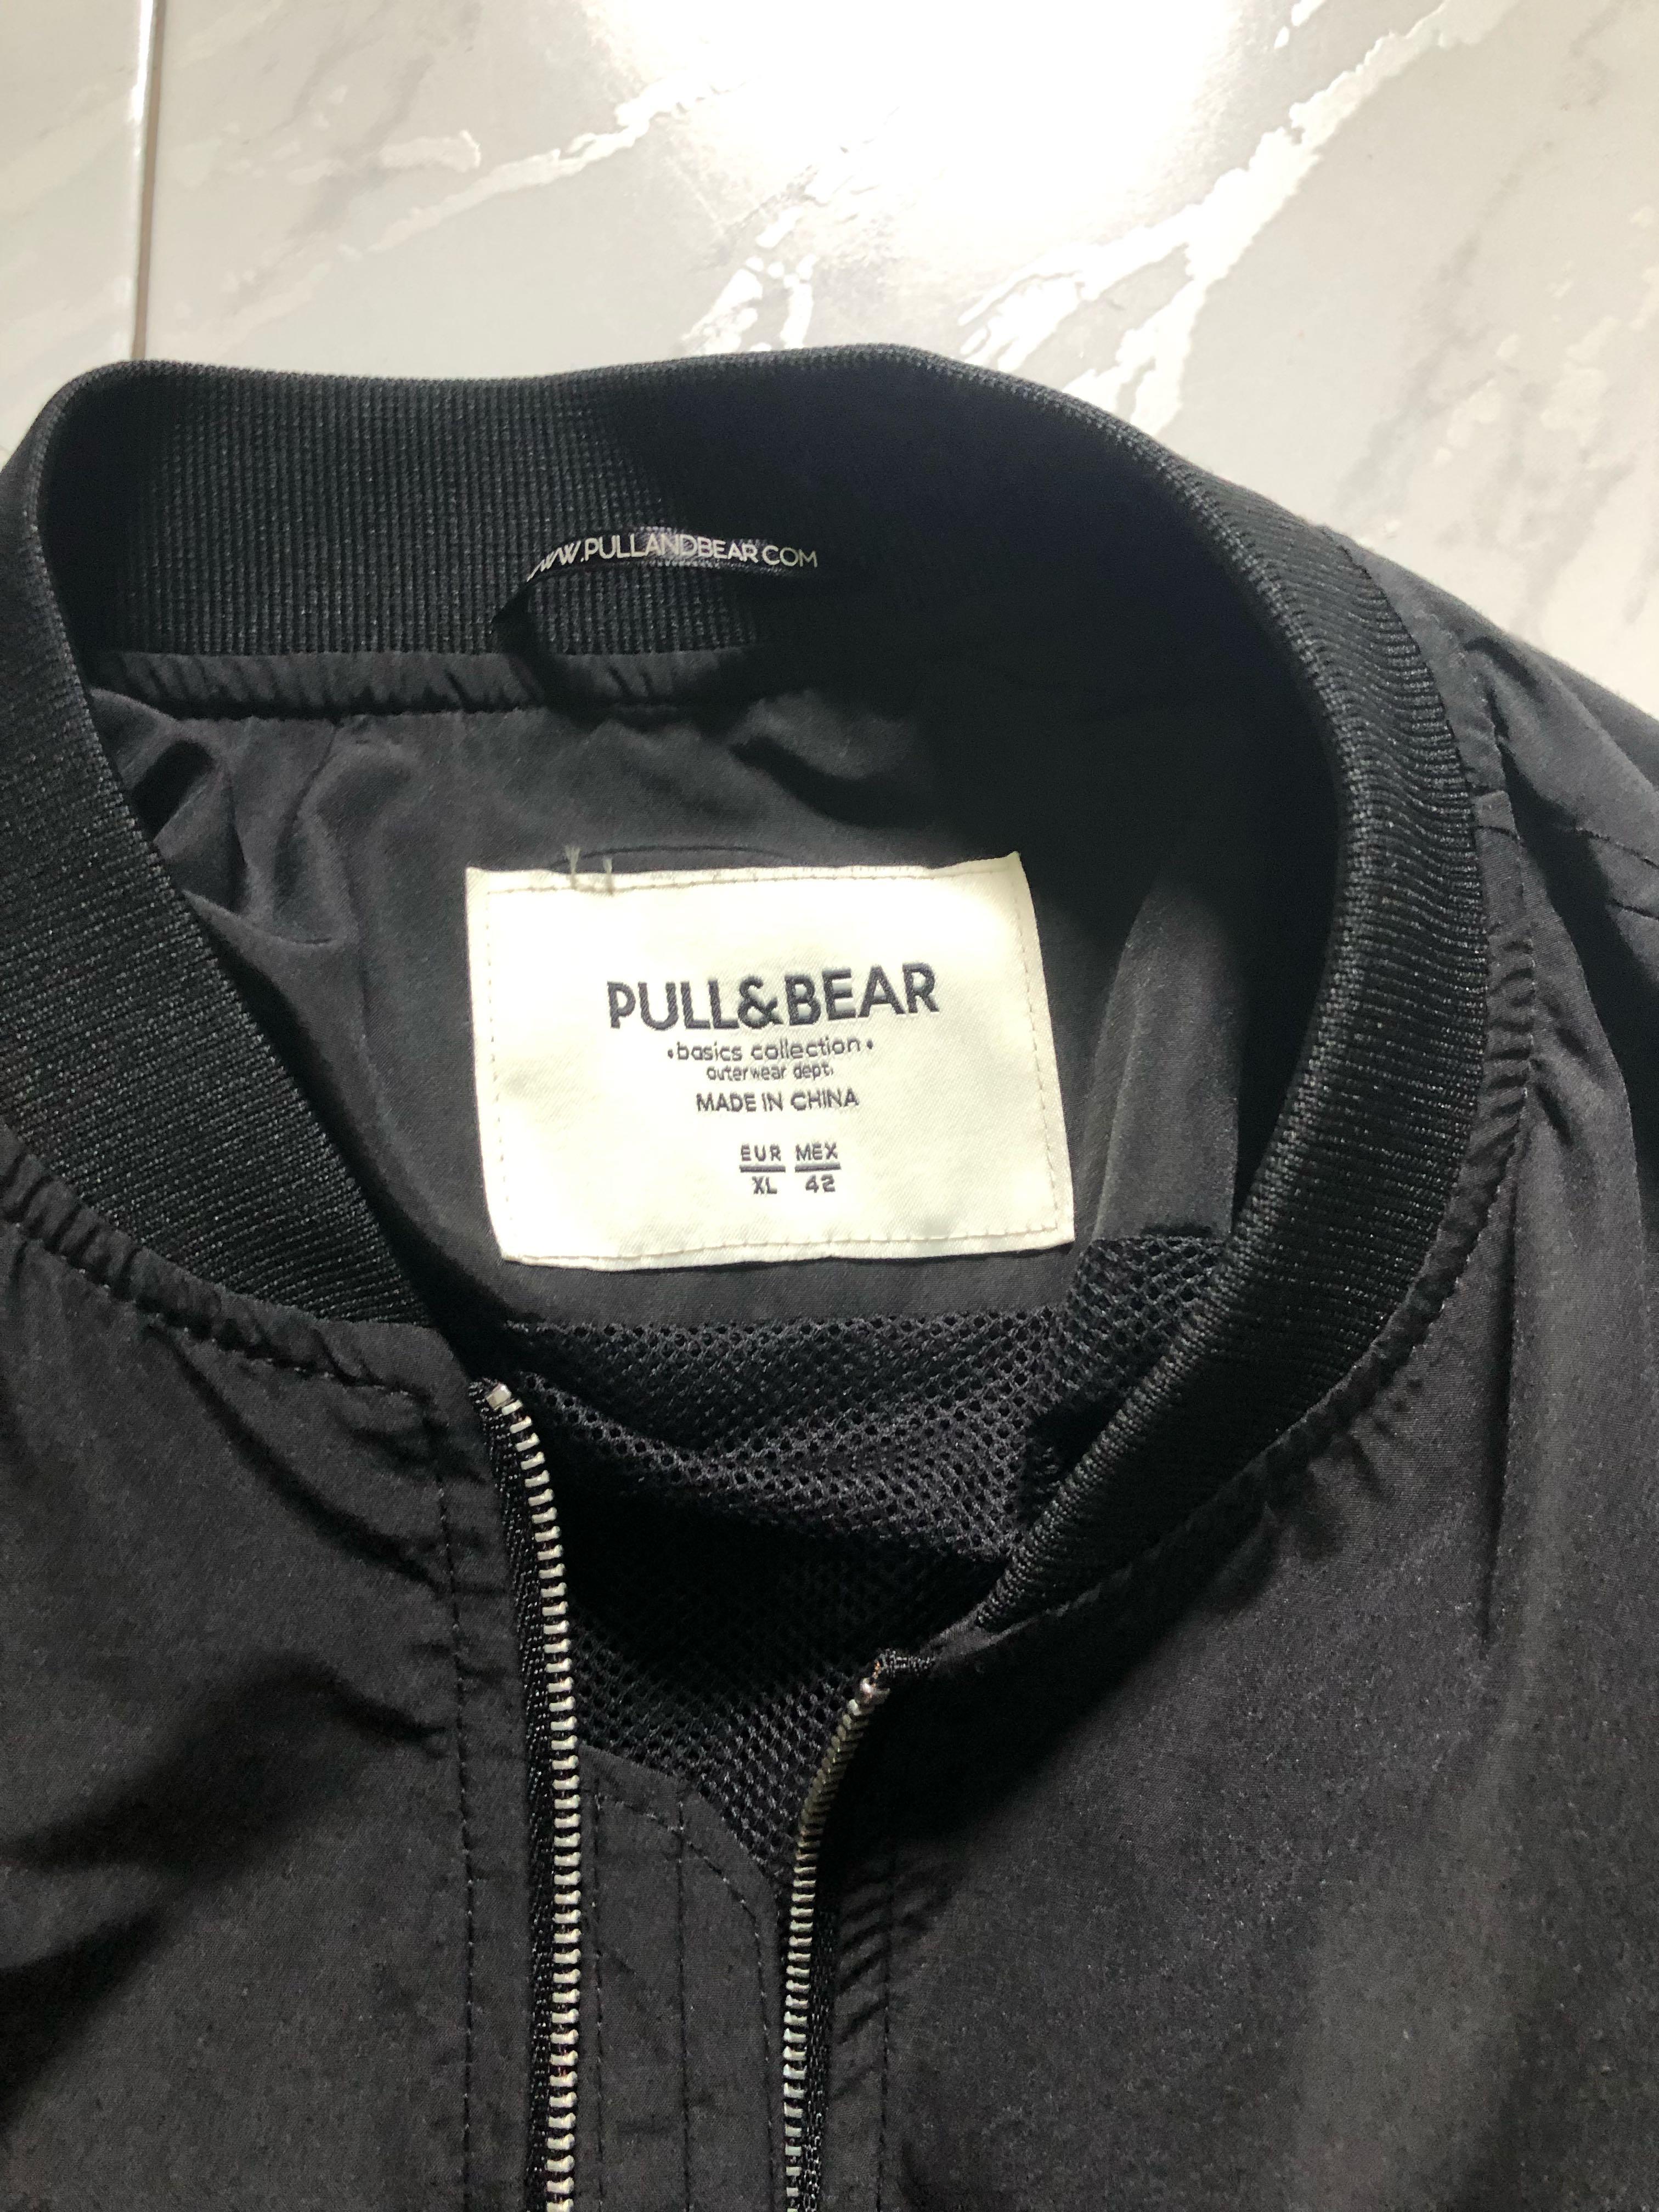 WWW.PULLANDBEAR.COM
PULL&BEAR
•basics collection•
outerwear dept.
MADE IN CHINA
EUR MEX
XL 42